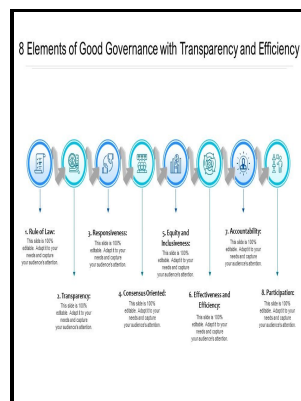 8 Elements of Good Governance with Transparency and Efficiency
1. Rule of Law:
This slide is 100%
editable. Adapt it to your
needs and capture
your audience's attention.
2. Transparency:
This slide is 100%
editable. Adapt it to your
needs and capture
your audience's attention.
3. Responsiveness:
This slide is 100%
editable. Adapt it to your
needs and capture
your audience's attention.
4. Consensus Oriented:
This slide is 100%
editable. Adapt it to your
needs and capture
your audience's attention.
5. Equity and
Inclusiveness:
This slide is 100%
editable. Adapt it to your
needs and capture
your audience's attention.
6. Effectiveness and
Efficiency:
This slide is 100%
editable. Adapt it to your
needs and capture
your audience's attention.
7. Accountability:
This slide is 100%
editable. Adapt it to your
needs and capture
your audience's attention.
8. Participation:
This slide is 100%
editable. Adapt it to your
needs and capture
your audience's attention.